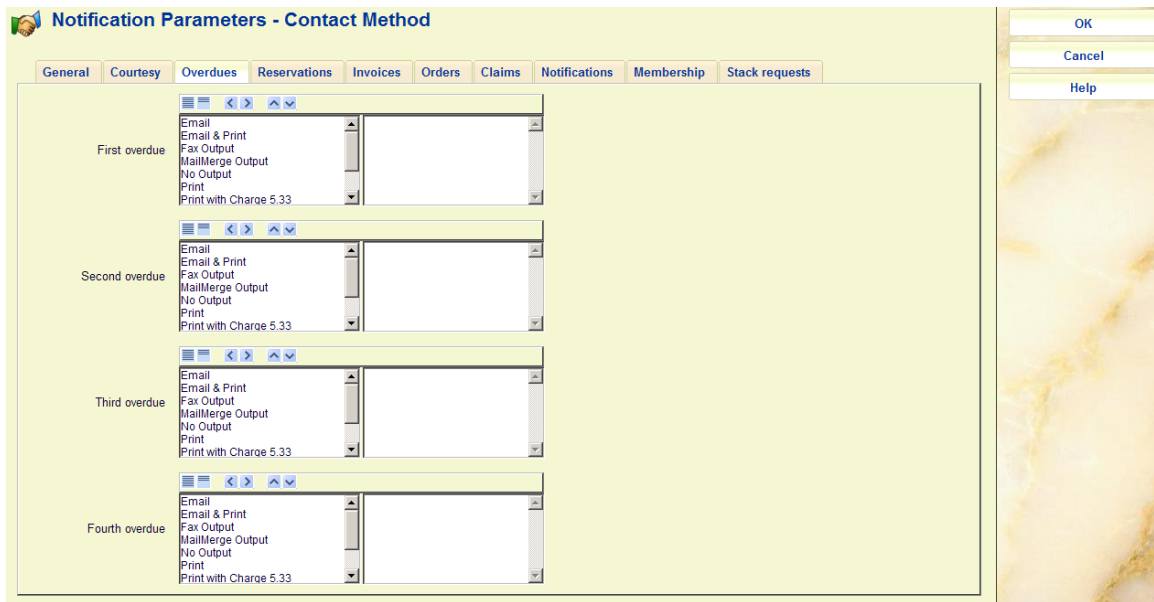 Notification Parameters - Contact Method
OK
Cancel
Help
General Courtesy Overdues Reservations Invoices Orders Claims Notifications Membership Stack requests
First overdue
Email
Email & Print
Fax Output
MailMerge Output
No Output
Print
Print with Charge 5.33
Second overdue
Email
Email & Print
Fax Output
MailMerge Output
No Output
Print
Print with Charge 5.33
Third overdue
Email
Email & Print
Fax Output
MailMerge Output
No Output
Print
Print with Charge 5.33
Fourth overdue
Email
Email & Print
Fax Output
MailMerge Output
No Output
Print
Print with Charge 5.33